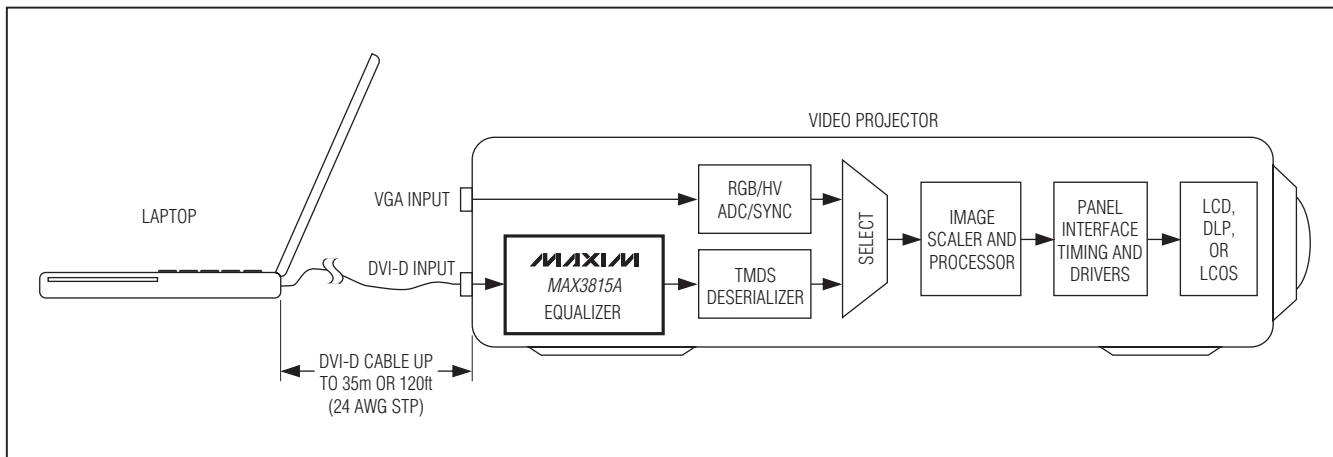 VIDEO PROJECTOR
LAPTOP
VGA INPUT
DVI-D INPUT
DVI-D CABLE UP
TO 35m OR 120ft
(24 AWG STP)
MAXIM
MAX3815A
EQUALIZER
RGB/HV
ADC/SYNC
TMDS
DESERIALIZER
SELECT
IMAGE
SCALER AND
PROCESSOR
PANEL
INTERFACE
TIMING AND
DRIVERS
LCD,
DLP,
OR
LCOS